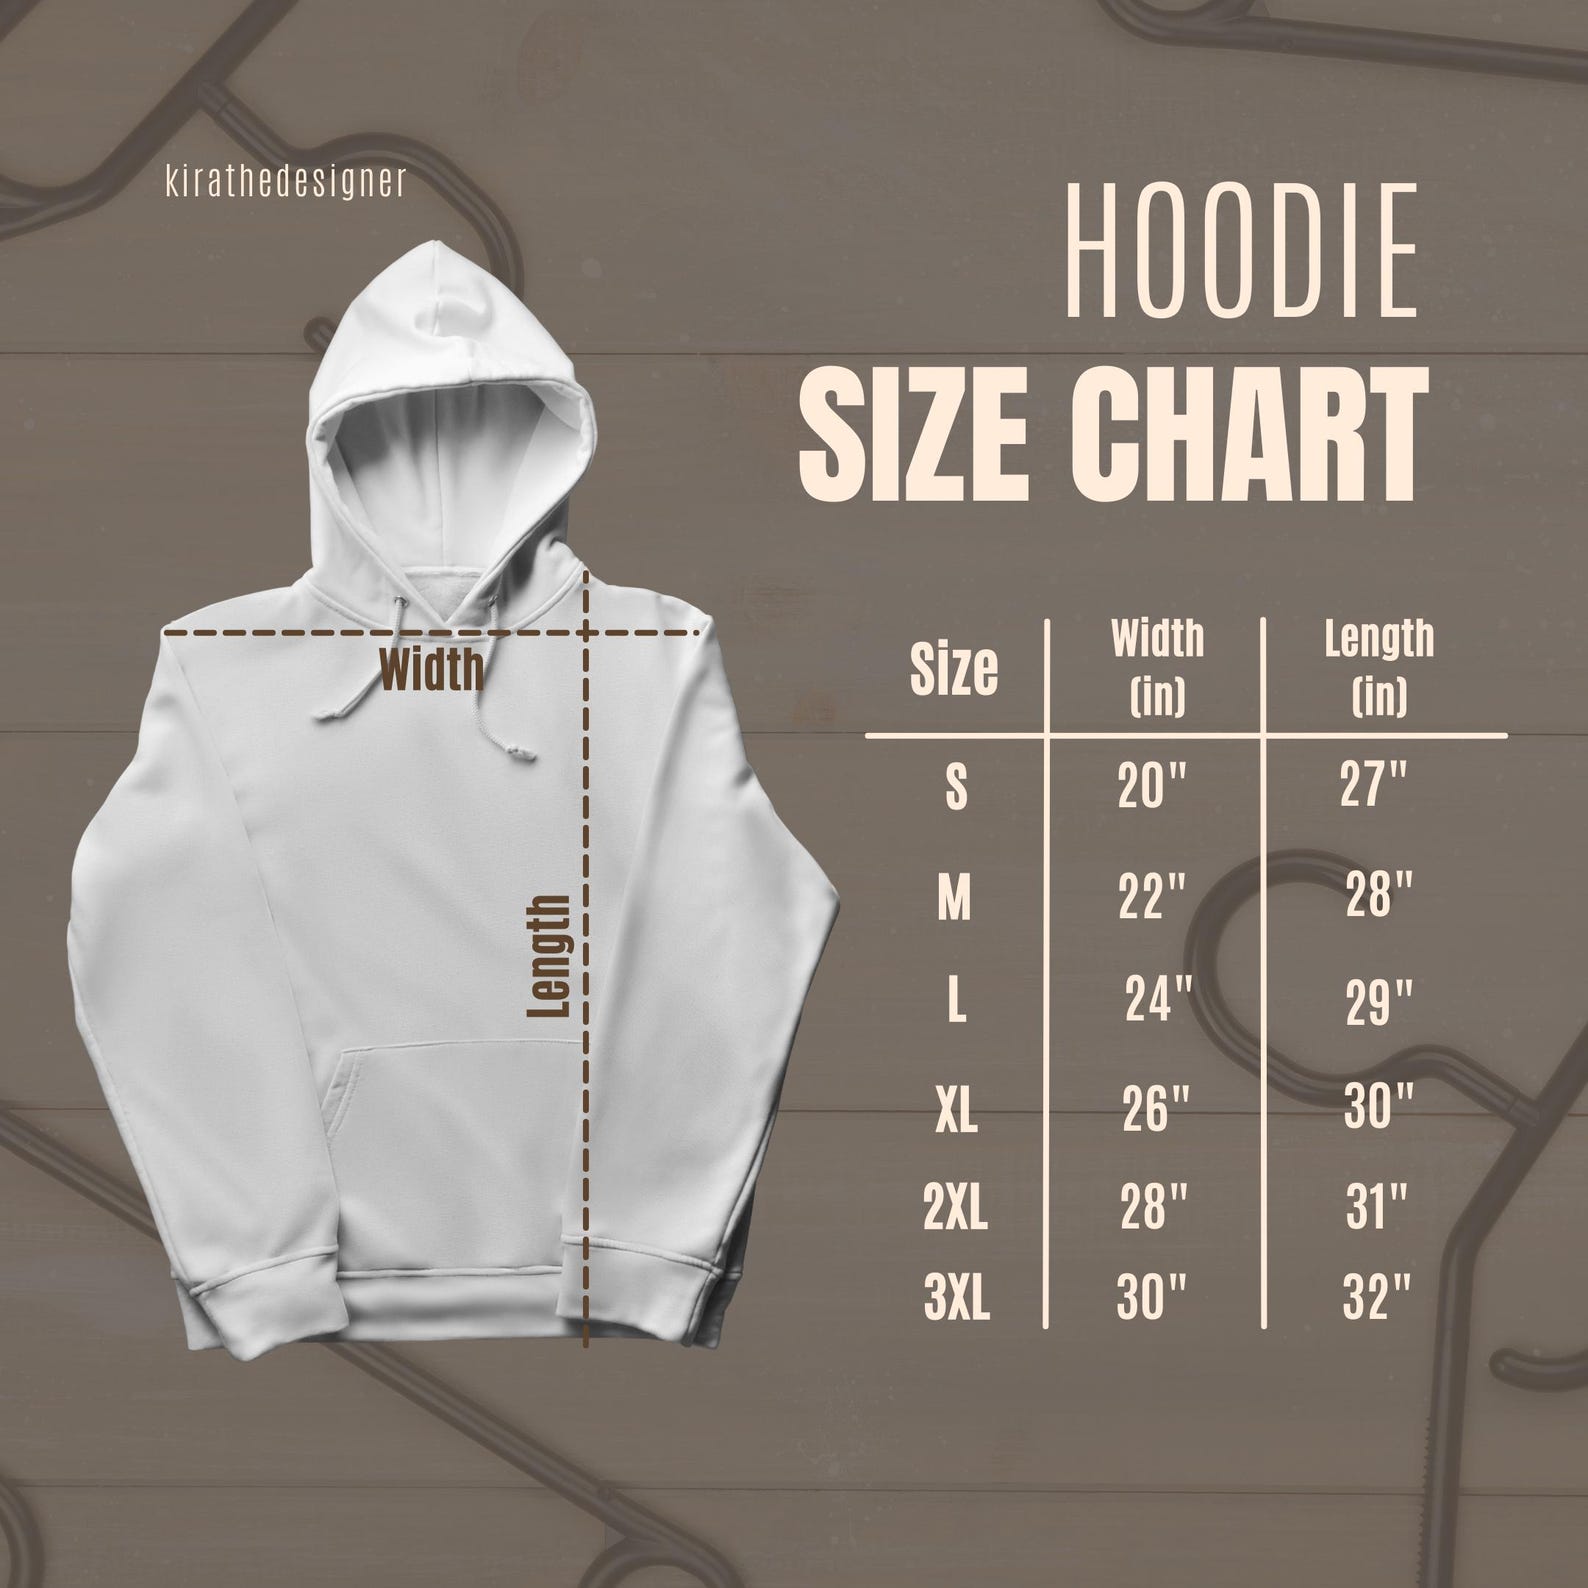 kirathedesigner
HOODIE
SIZE CHART
Width
Length
Size Width (in) Length (in)
S 20" 27"
M 22" 28"
L 24" 29"
XL 26" 30"
2XL 28" 31"
3XL 30" 32"